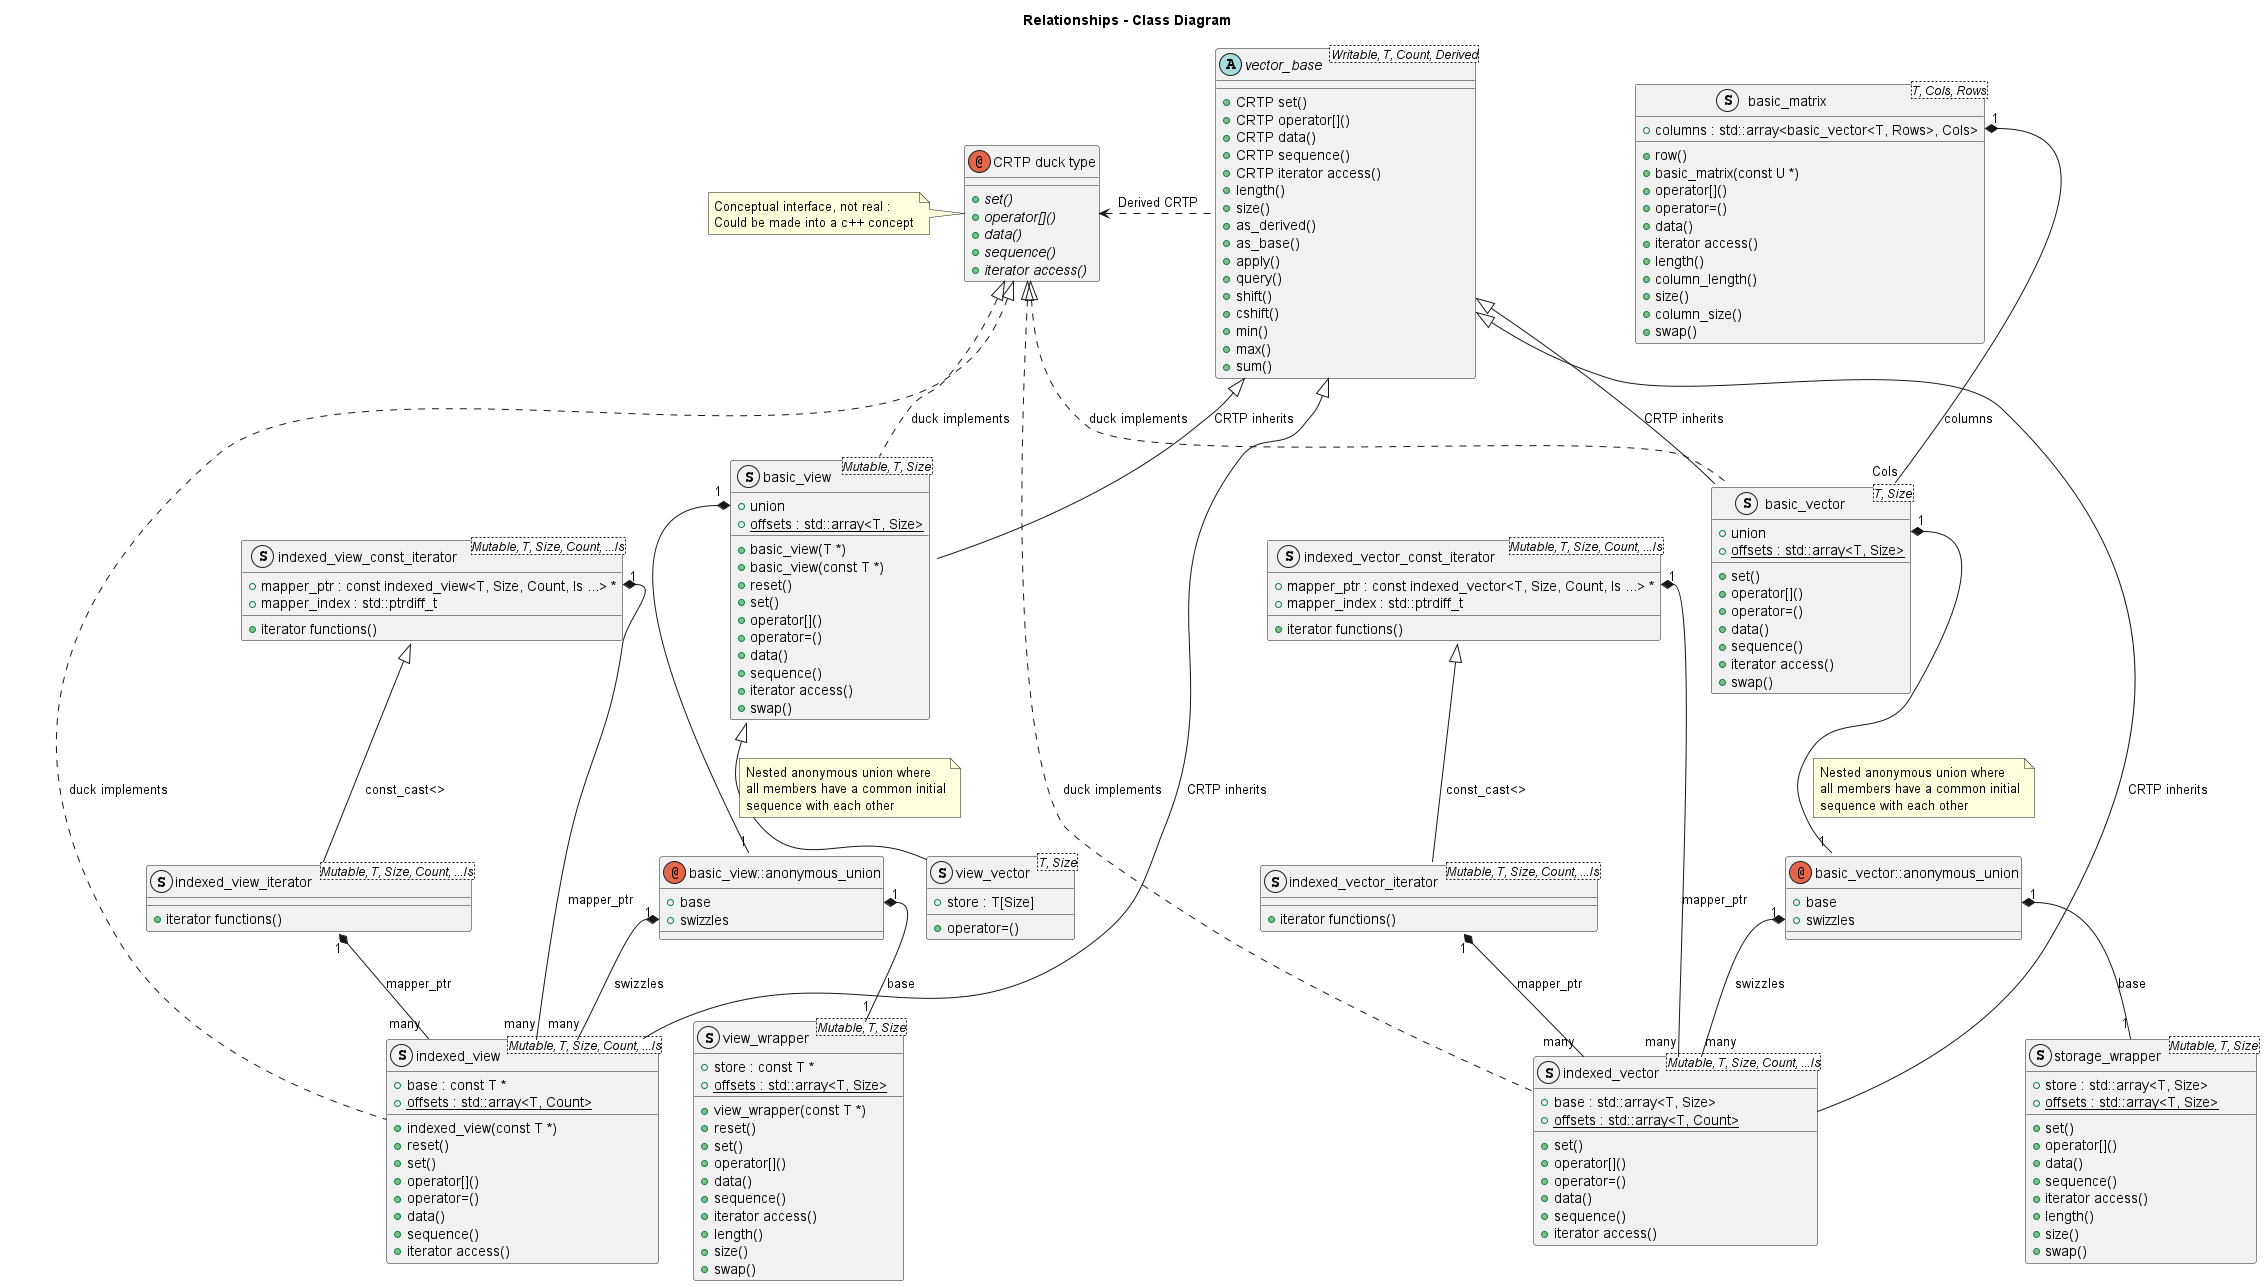 Relationships - Class Diagram
A vector_base
Writable, T, Count, Derived
CRTP set()
CRTP operator[]()
CRTP data()
CRTP sequence()
CRTP iterator access()
length()
size()
as_derived()
as_base()
apply()
query()
shift()
cshift()
min()
max()
sum()
S basic_matrix
T, Cols, Rows
columns : std::array<basic_vector<T, Rows>, Cols>
row()
basic_matrix(const U *)
operator[]()
operator=()
data()
iterator access()
length()
column_length()
size()
column_size()
swap()
1
@ CRTP duck type
set()
operator[]()
data()
sequence()
iterator access()
Conceptual interface, not real :
Could be made into a c++ concept
Derived CRTP
duck implements
duck implements
CRTP inherits
CRTP inherits
columns
Cols
S basic_view
Mutable, T, Size
union
offsets : std::array<T, Size>
basic_view(T *)
basic_view(const T *)
reset()
set()
operator[]()
operator=()
data()
sequence()
iterator access()
swap()
1
S basic_vector
T, Size
union
offsets : std::array<T, Size>
set()
operator[]()
operator=()
data()
sequence()
iterator access()
swap()
1
S indexed_view_const_iterator
Mutable, T, Size, Count, ...Is
mapper_ptr : const indexed_view<T, Size, Count, Is ...> *
mapper_index : std::ptrdiff_t
iterator functions()
1
S indexed_vector_const_iterator
Mutable, T, Size, Count, ...Is
mapper_ptr : const indexed_vector<T, Size, Count, Is ...> *
mapper_index : std::ptrdiff_t
iterator functions()
1
duck implements
const_cast<>
Nested anonymous union where
all members have a common initial
sequence with each other
duck implements
CRTP inherits
const_cast<>
Nested anonymous union where
all members have a common initial
sequence with each other
CRTP inherits
1
1
S indexed_view_iterator
Mutable, T, Size, Count, ...Is
iterator functions()
1
mapper_ptr
@ basic_view::anonymous_union
base
swizzles
1
1
S view_vector
T, Size
store : T[Size]
operator=()
S indexed_vector_iterator
Mutable, T, Size, Count, ...Is
iterator functions()
1
mapper_ptr
@ basic_vector::anonymous_union
base
swizzles
1
1
mapper_ptr
swizzles
base
mapper_ptr
swizzles
base
many
many
many
1
many
many
many
1
S indexed_view
Mutable, T, Size, Count, ...Is
base : const T *
offsets : std::array<T, Count>
indexed_view(const T *)
reset()
set()
operator[]()
operator=()
data()
sequence()
iterator access()
S view_wrapper
Mutable, T, Size
store : const T *
offsets : std::array<T, Size>
view_wrapper(const T *)
reset()
set()
operator[]()
data()
sequence()
iterator access()
length()
size()
swap()
S indexed_vector
Mutable, T, Size, Count, ...Is
base : std::array<T, Size>
offsets : std::array<T, Count>
set()
operator[]()
operator=()
data()
sequence()
iterator access()
S storage_wrapper
Mutable, T, Size
store : std::array<T, Size>
offsets : std::array<T, Size>
set()
operator[]()
data()
sequence()
iterator access()
length()
size()
swap()